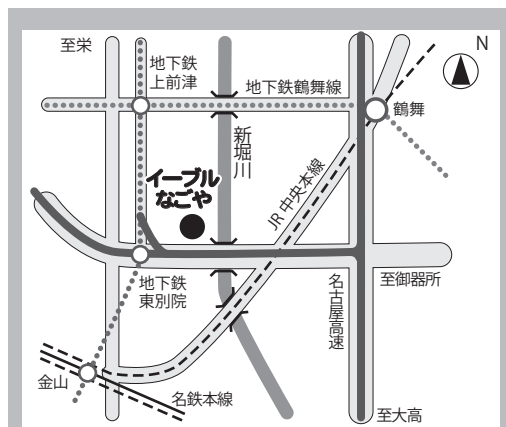 至栄
N
地下鉄
上前津
地下鉄鶴舞線
鶴舞
新堀川
イーブル
なごや
JR中央本線
地下鉄
東別院
名古屋高速
至御器所
金山
名鉄本線
至大高